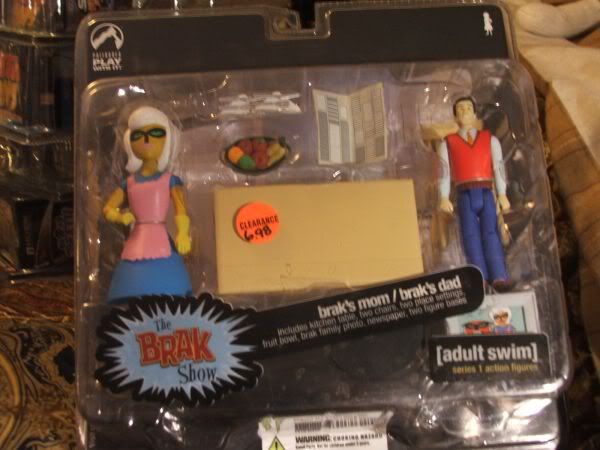 PALISADES
PLAY
WITH IT!
CLEARANCE
6.98
brak's mom / brak's dad
includes kitchen table, two chairs, two place settings,
fruit bowl, brak family photo, newspaper, two figure bases
The
BRAK
Show
[adult swim]
series 1 action figures
WARNING: CHOKING HAZARD